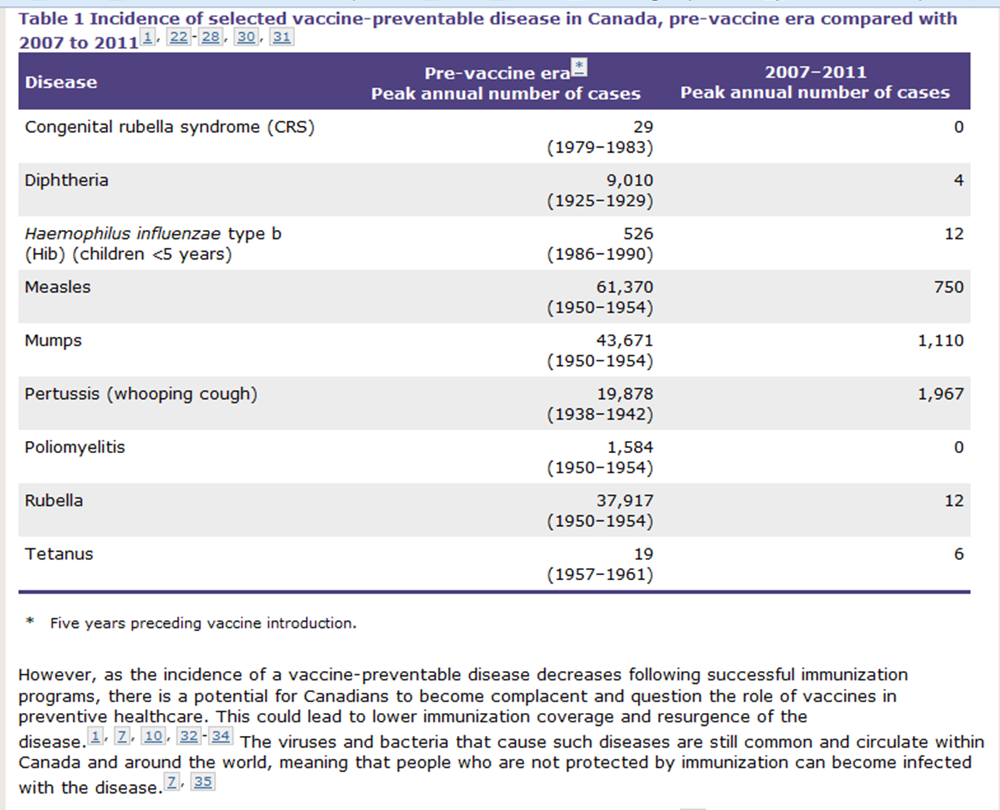 Table 1 Incidence of selected vaccine-preventable disease in Canada, pre-vaccine era compared with
2007 to 2011 1, 22-28, 30, 31
Disease
Pre-vaccine era*
Peak annual number of cases
2007–2011
Peak annual number of cases
Congenital rubella syndrome (CRS) 29 0
(1979–1983)
Diphtheria 9,010 4
(1925–1929)
Haemophilus influenzae type b 526 12
(Hib) (children <5 years) (1986–1990)
Measles 61,370 750
(1950–1954)
Mumps 43,671 1,110
(1950–1954)
Pertussis (whooping cough) 19,878 1,967
(1938–1942)
Poliomyelitis 1,584 0
(1950–1954)
Rubella 37,917 12
(1950–1954)
Tetanus 19 6
(1957–1961)
* Five years preceding vaccine introduction.
However, as the incidence of a vaccine-preventable disease decreases following successful immunization
programs, there is a potential for Canadians to become complacent and question the role of vaccines in
preventive healthcare. This could lead to lower immunization coverage and resurgence of the
disease. 1, 7, 10, 32-34 The viruses and bacteria that cause such diseases are still common and circulate within
Canada and around the world, meaning that people who are not protected by immunization can become infected
with the disease. 7, 35